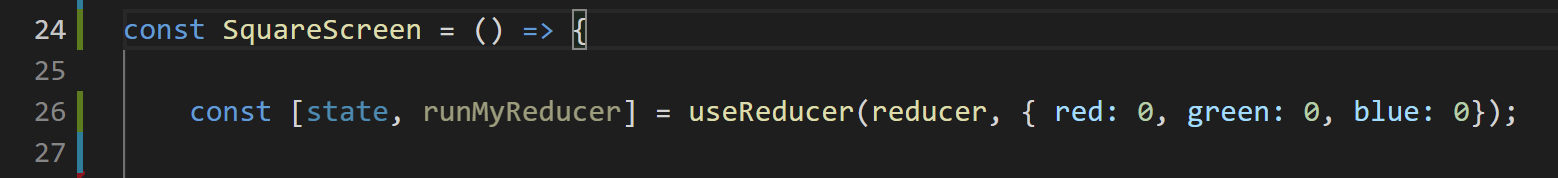 24 const SquareScreen = () => {
25
26 const [state, runMyReducer] = useReducer(reducer, { red: 0, green: 0, blue: 0});
27